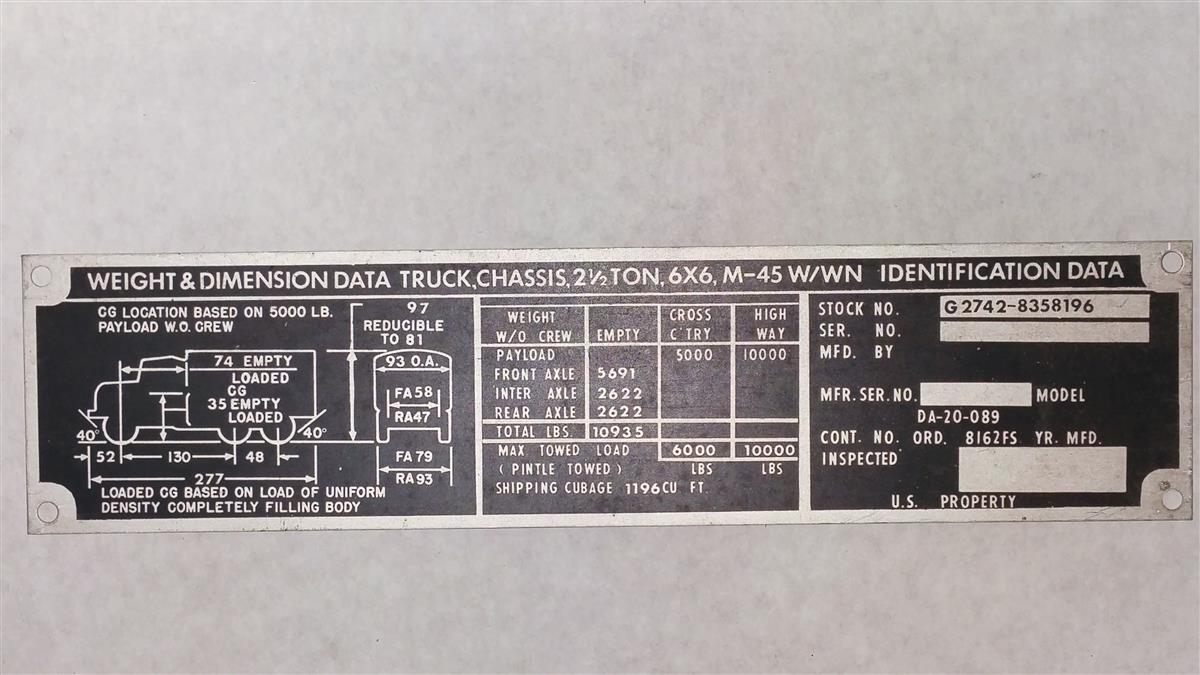 WEIGHT & DIMENSION DATA TRUCK, CHASSIS, 2½ TON, 6X6, M-45 W/WN IDENTIFICATION DATA
CG LOCATION BASED ON 5000 LB.
PAYLOAD W.O. CREW
97
REDUCIBLE
TO 81
74 EMPTY
LOADED
CG
35 EMPTY
LOADED
93 O.A.
FA 58
RA47
40°
40°
52
130
48
277
FA 79
RA 93
LOADED CG BASED ON LOAD OF UNIFORM
DENSITY COMPLETELY FILLING BODY
WEIGHT CROSS HIGH
W/O CREW EMPTY C'TRY WAY
PAYLOAD 5000 10000
FRONT AXLE 5691
INTER AXLE 2622
REAR AXLE 2622
TOTAL LBS. 10935
MAX TOWED LOAD 6000 10000
(PINTLE TOWED) LBS LBS
SHIPPING CUBAGE 1196CU FT.
STOCK NO. G2742-8358196
SER. NO.
MFD. BY
MFR. SER. NO. MODEL
DA-20-089
CONT. NO. ORD. 8162FS YR. MFD.
INSPECTED
U.S. PROPERTY